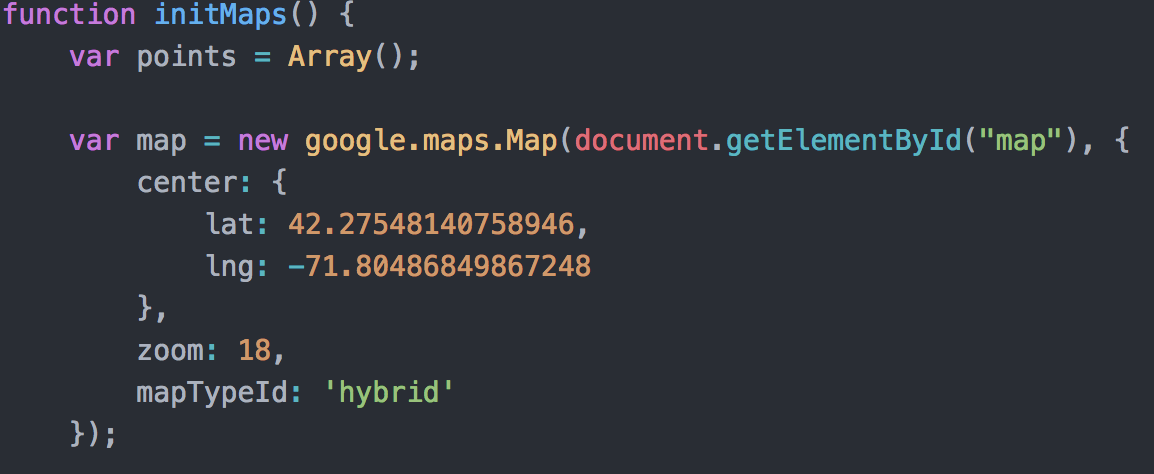 function initMaps() {
    var points = Array();

    var map = new google.maps.Map(document.getElementById("map"), {
        center: {
            lat: 42.27548140758946,
            lng: -71.80486849867248
        },
        zoom: 18,
        mapTypeId: 'hybrid'
    });